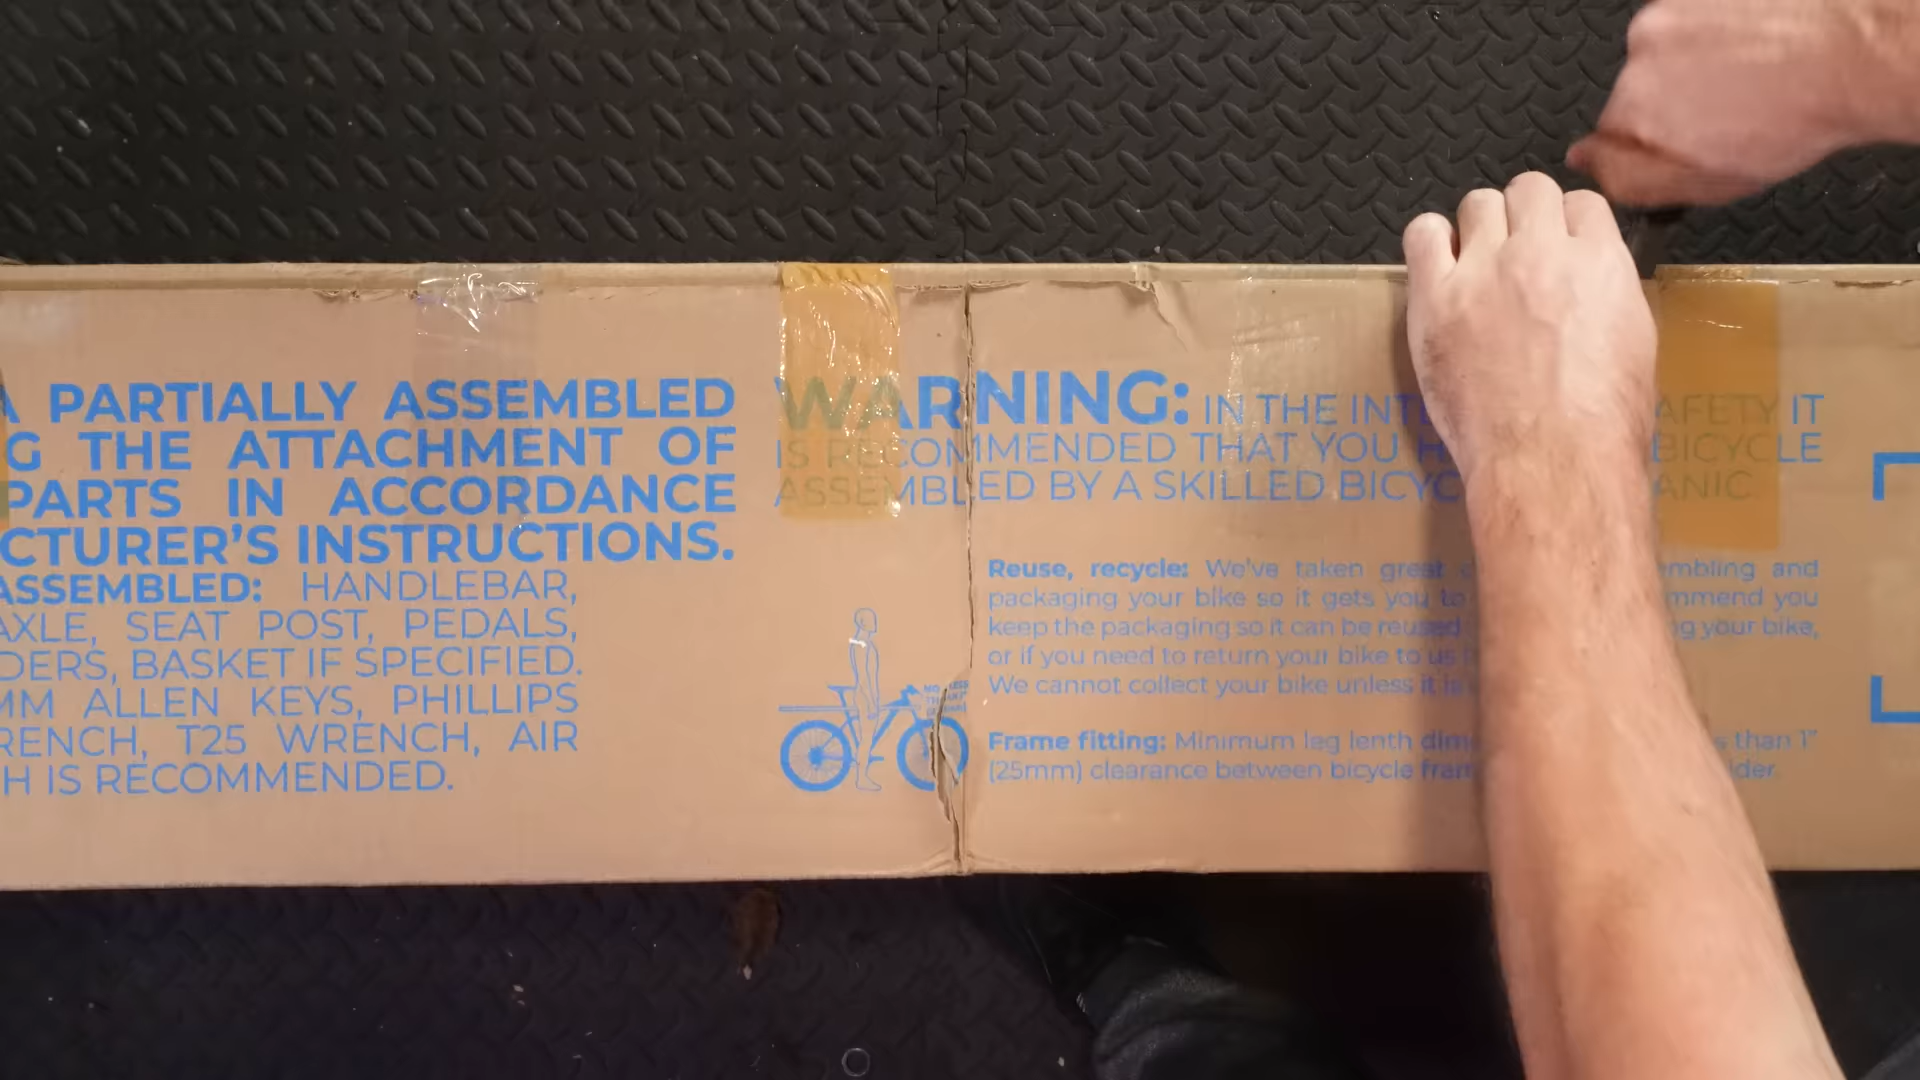 A PARTIALLY ASSEMBLED
G THE ATTACHMENT OF
PARTS IN ACCORDANCE
CTURER'S INSTRUCTIONS.
ASSEMBLED: HANDLEBAR,
AXLE, SEAT POST, PEDALS,
DERS, BASKET IF SPECIFIED.
MM ALLEN KEYS, PHILLIPS
RENCH, T25 WRENCH, AIR
H IS RECOMMENDED.
WARNING: IN THE INTE AFETY IT
IS RECOMMENDED THAT YOU H BICYCLE
ASSEMBLED BY A SKILLED BICYC ANIC
Reuse, recycle: We've taken great c mbling and
packaging your bike so it gets you to mmend you
keep the packaging so it can be reused ng your bike,
or if you need to return your bike to us
We cannot collect your bike unless it is
Frame fitting: Minimum leg lenth dime s than 1"
(25mm) clearance between bicycle fram ider.